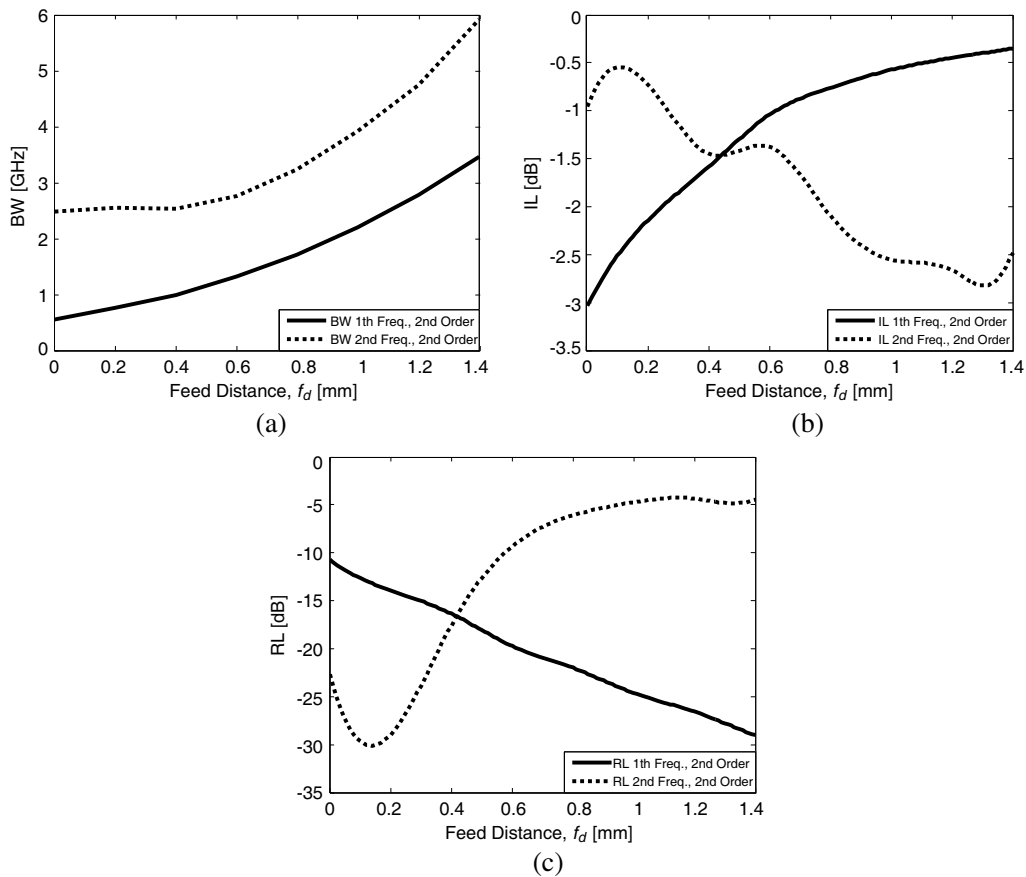 6
5
4
3
2
1
0
BW [GHz]
BW 1th Freq., 2nd Order
BW 2nd Freq., 2nd Order
0 0.2 0.4 0.6 0.8 1 1.2 1.4
Feed Distance, f_d [mm]
(a)
0
-0.5
-1
-1.5
-2
-2.5
-3
-3.5
IL [dB]
IL 1th Freq., 2nd Order
IL 2nd Freq., 2nd Order
0 0.2 0.4 0.6 0.8 1 1.2 1.4
Feed Distance, f_d [mm]
(b)
0
-5
-10
-15
-20
-25
-30
-35
RL [dB]
RL 1th Freq., 2nd Order
RL 2nd Freq., 2nd Order
0 0.2 0.4 0.6 0.8 1 1.2 1.4
Feed Distance, f_d [mm]
(c)